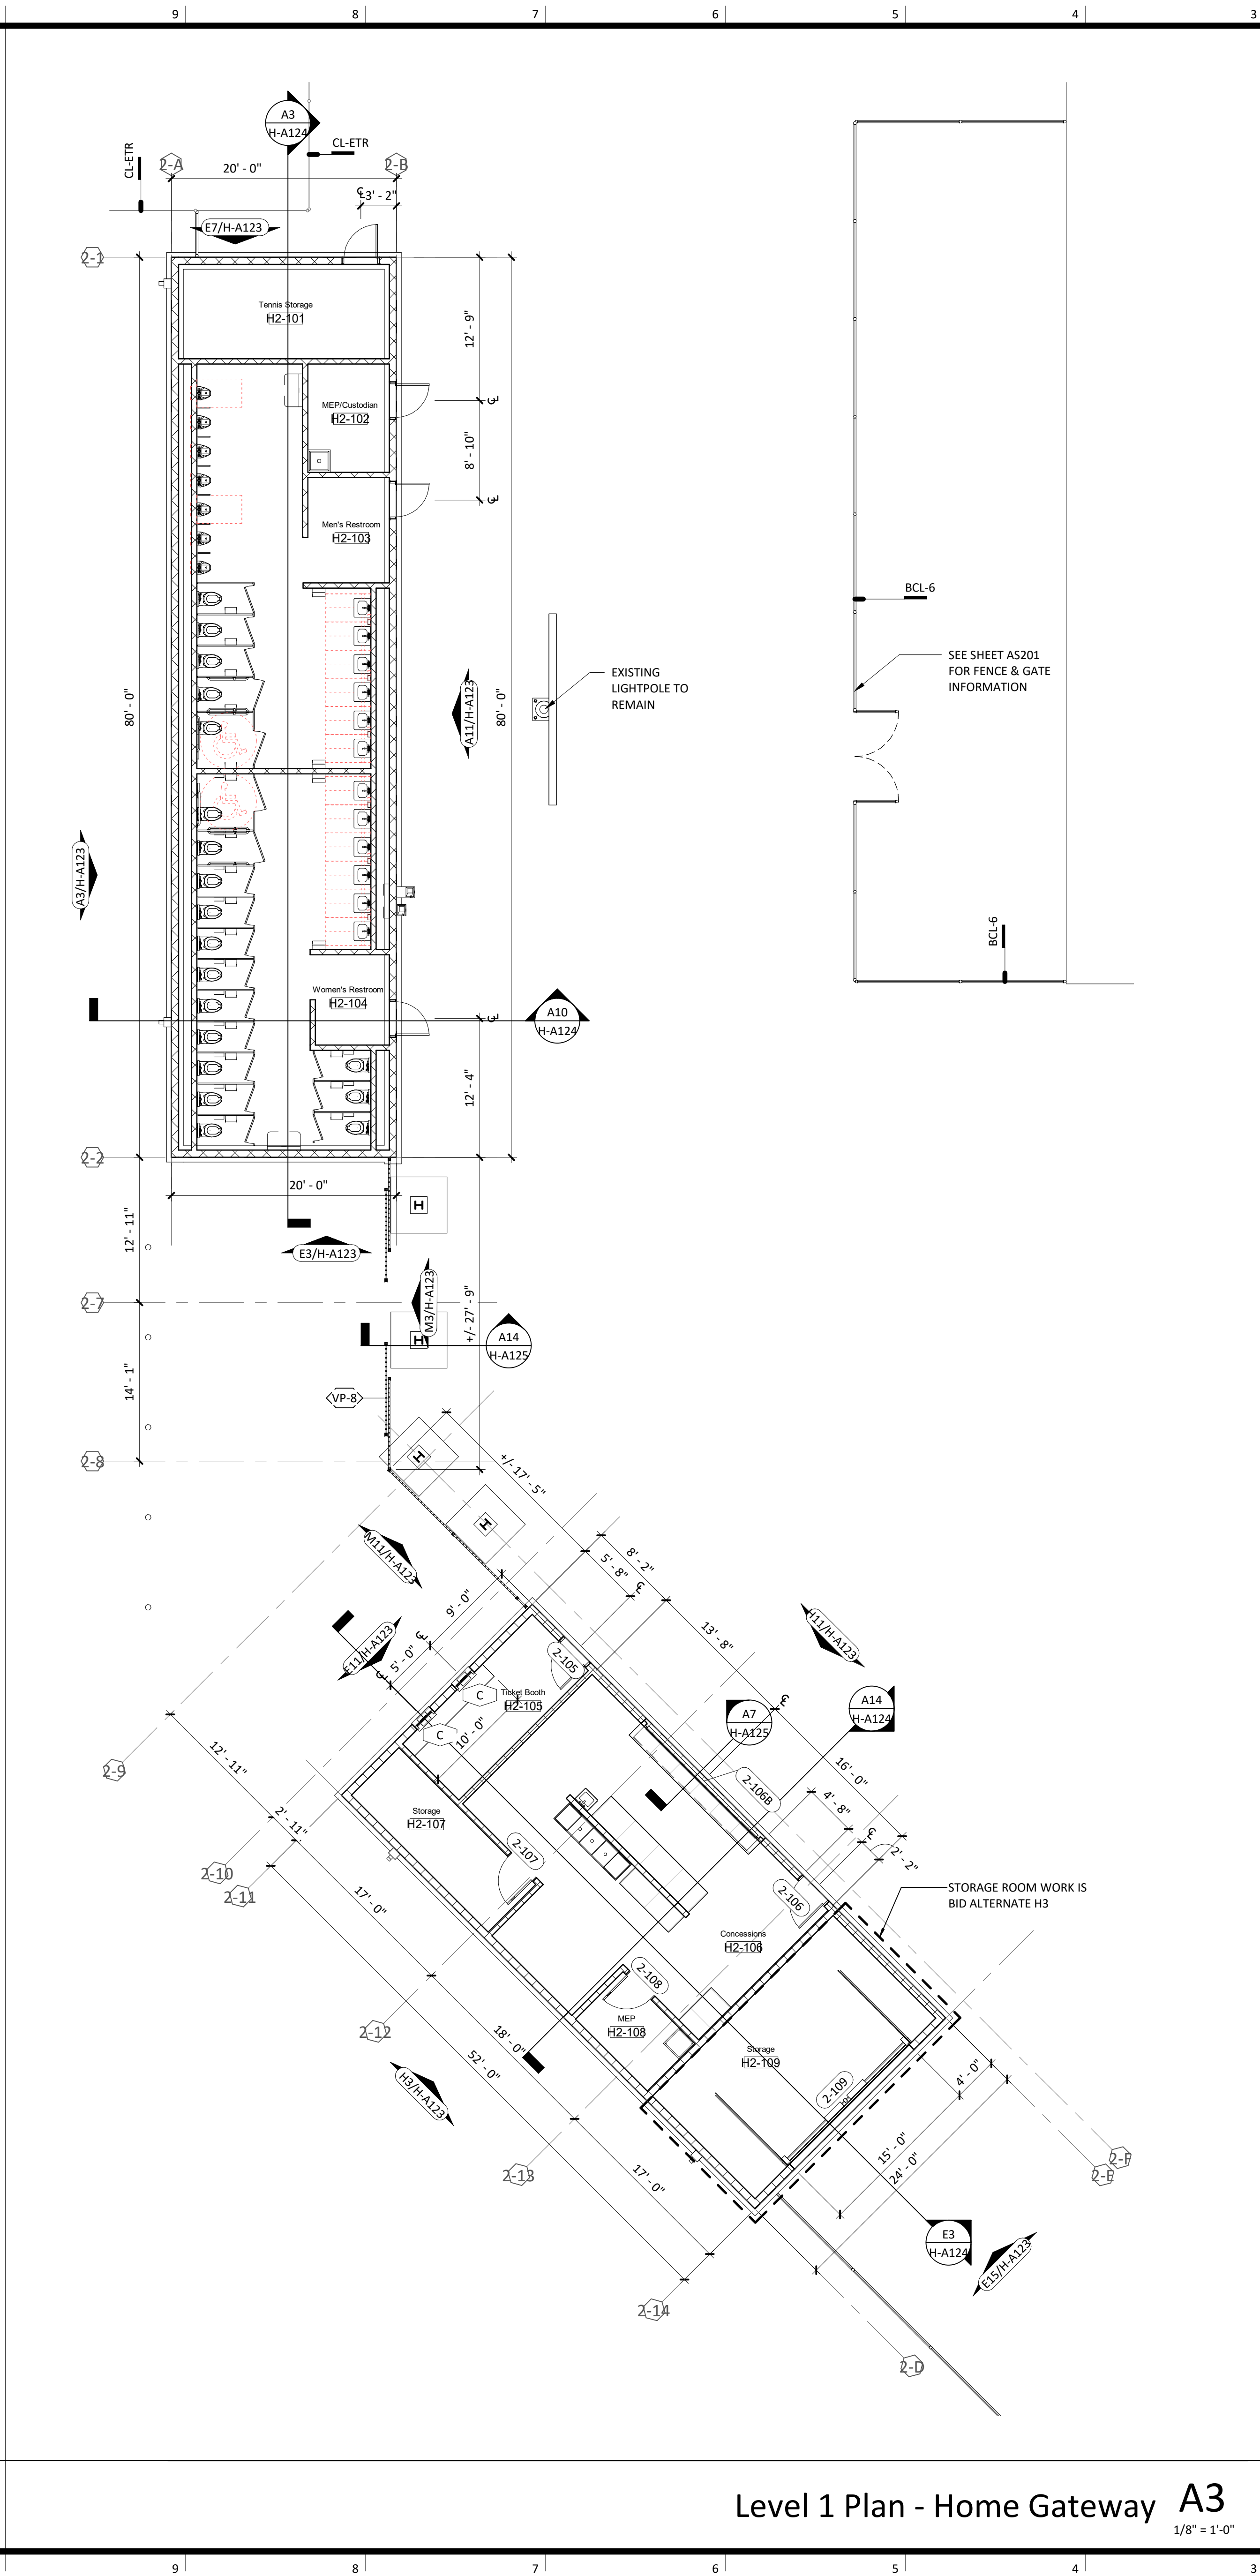 9 8 7 6 5 4 3
A3
H-A124
CL-ETR
CL-ETR
2-A
20' - 0"
2-B
3' - 2"
E7/H-A123
2-1
Tennis Storage
H2-101
12' - 9"
MEP/Custodian
H2-102
8' - 10"
Men's Restroom
H2-103
BCL-6
SEE SHEET AS201
FOR FENCE & GATE
INFORMATION
EXISTING
LIGHTPOLE TO
REMAIN
80' - 0"
A11/H-A123
80' - 0"
A3/H-A123
BCL-6
Women's Restroom
H2-104
A10
H-A124
12' - 4"
2-2
20' - 0"
H
12' - 11"
E3/H-A123
2-7
M3/H-A123
H
+/- 27' - 9"
A14
H-A125
14' - 1"
VP-8
2-8
H
+/- 17' - 5"
H
M11/H-A123
8' - 2"
5' - 8"
9' - 0"
13' - 8"
H11/H-A123
E11/H-A123
5' - 0"
2-105
Ticket Booth
H2-105
C
C
10' - 0"
A7
H-A125
A14
H-A124
2-9
12' - 11"
16' - 0"
2-106B
4' - 8"
2' - 11"
Storage
H2-107
2-107
2' - 2"
2-10
2-11
17' - 0"
2-106
STORAGE ROOM WORK IS
BID ALTERNATE H3
Concessions
H2-106
2-108
MEP
H2-108
2-12
18' - 0"
52' - 0"
Storage
H2-109
2-109
H3/H-A123
4' - 0"
15' - 0"
24' - 0"
2-F
2-E
2-13
17' - 0"
E3
H-A124
E15/H-A123
2-14
2-D
Level 1 Plan - Home Gateway A3
1/8" = 1'-0"
9 8 7 6 5 4 3